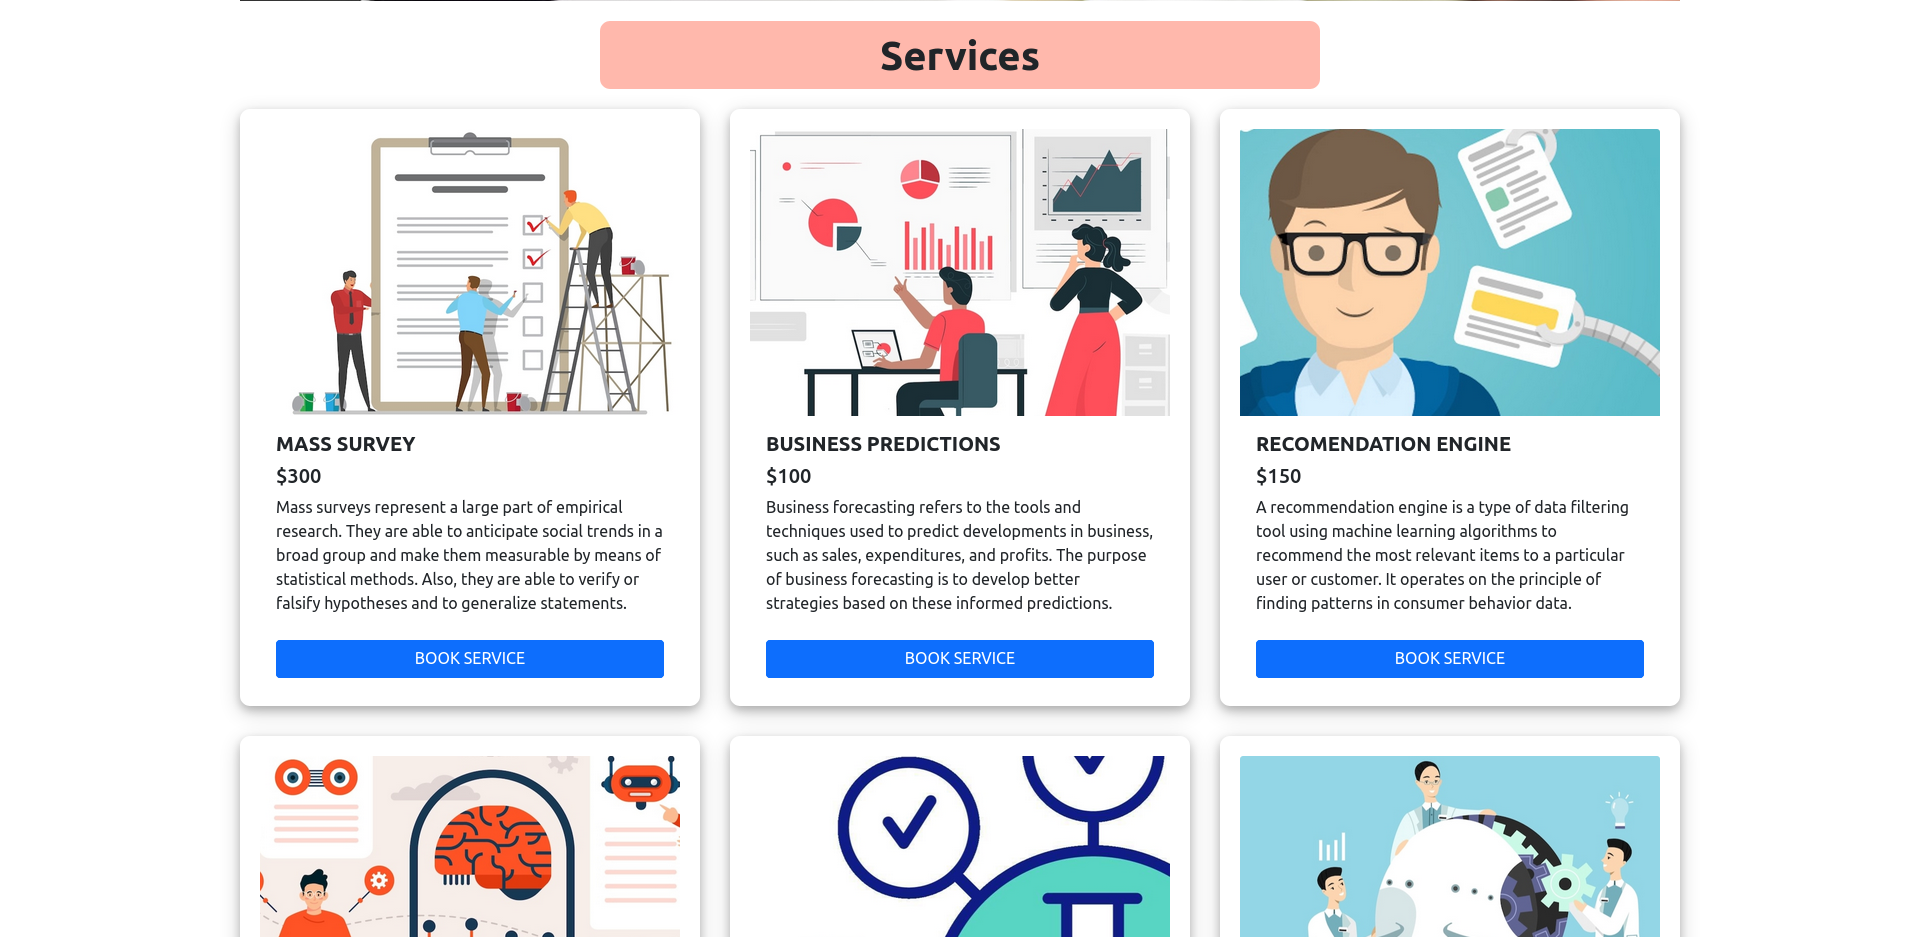 Services
MASS SURVEY
$300
Mass surveys represent a large part of empirical
research. They are able to anticipate social trends in a
broad group and make them measurable by means of
statistical methods. Also, they are able to verify or
falsify hypotheses and to generalize statements.
BOOK SERVICE
BUSINESS PREDICTIONS
$100
Business forecasting refers to the tools and
techniques used to predict developments in business,
such as sales, expenditures, and profits. The purpose
of business forecasting is to develop better
strategies based on these informed predictions.
BOOK SERVICE
RECOMENDATION ENGINE
$150
A recommendation engine is a type of data filtering
tool using machine learning algorithms to
recommend the most relevant items to a particular
user or customer. It operates on the principle of
finding patterns in consumer behavior data.
BOOK SERVICE